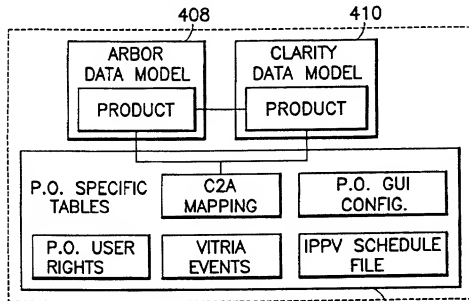 408
410
ARBOR
DATA MODEL
PRODUCT
CLARITY
DATA MODEL
PRODUCT
P.O. SPECIFIC
TABLES
C2A
MAPPING
P.O. GUI
CONFIG.
P.O. USER
RIGHTS
VITRIA
EVENTS
IPPV SCHEDULE
FILE